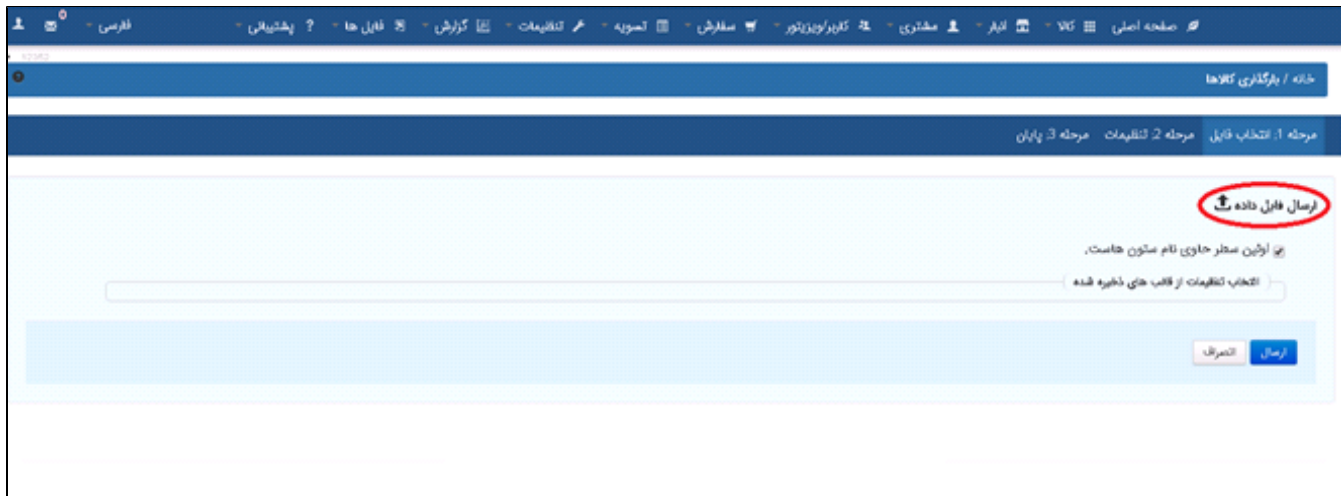 صفحه اصلی کالا انبار مشتری کاربر/ویزیتور سفارش تسویه تنظیمات گزارش فایل ها ? پشتیبانی فارسی 0
خانه / بارگذاری کالاها
مرحله 1: انتخاب فایل مرحله 2: تنظیمات مرحله 3: پایان
ارسال فایل داده
اولین سطر حاوی نام ستون هاست.
انتخاب تنظیمات از قالب های ذخیره شده
ارسال انصراف